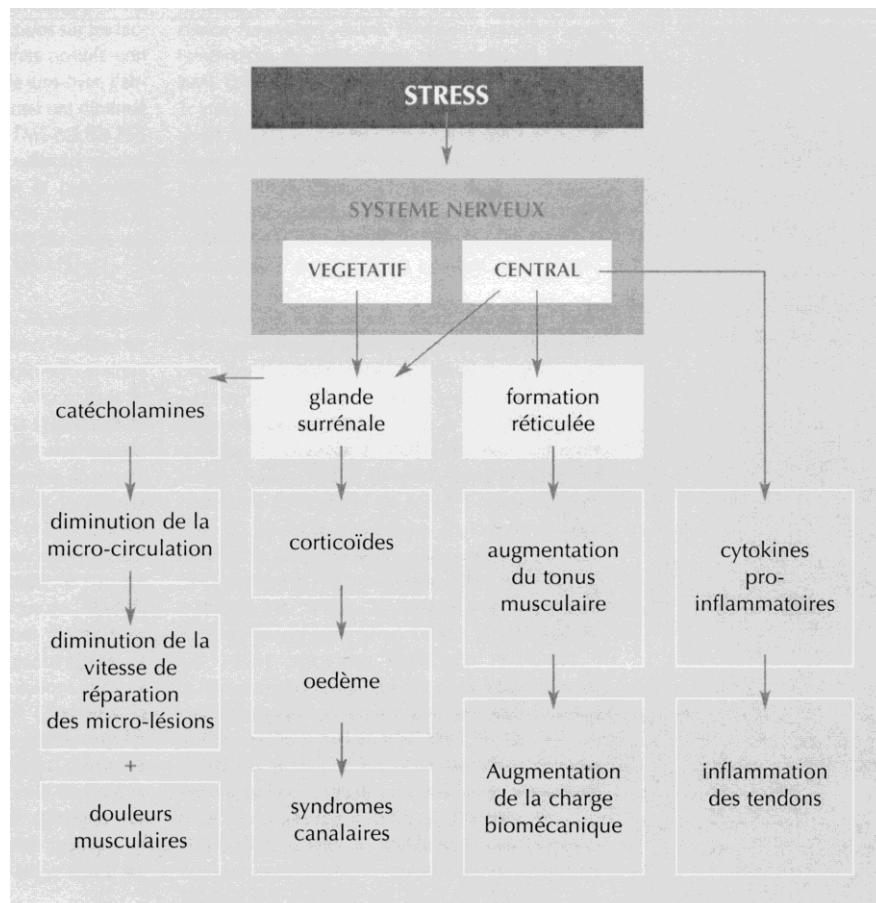 STRESS
SYSTEME NERVEUX
VEGETATIF
CENTRAL
catécholamines
glande
surrénale
formation
réticulée
diminution de la
micro-circulation
corticoïdes
augmentation
du tonus
musculaire
cytokines
pro-
inflammatoires
diminution de la
vitesse de
réparation
des micro-lésions
+
douleurs
musculaires
oedème
syndromes
canalaires
Augmentation
de la charge
biomécanique
inflammation
des tendons